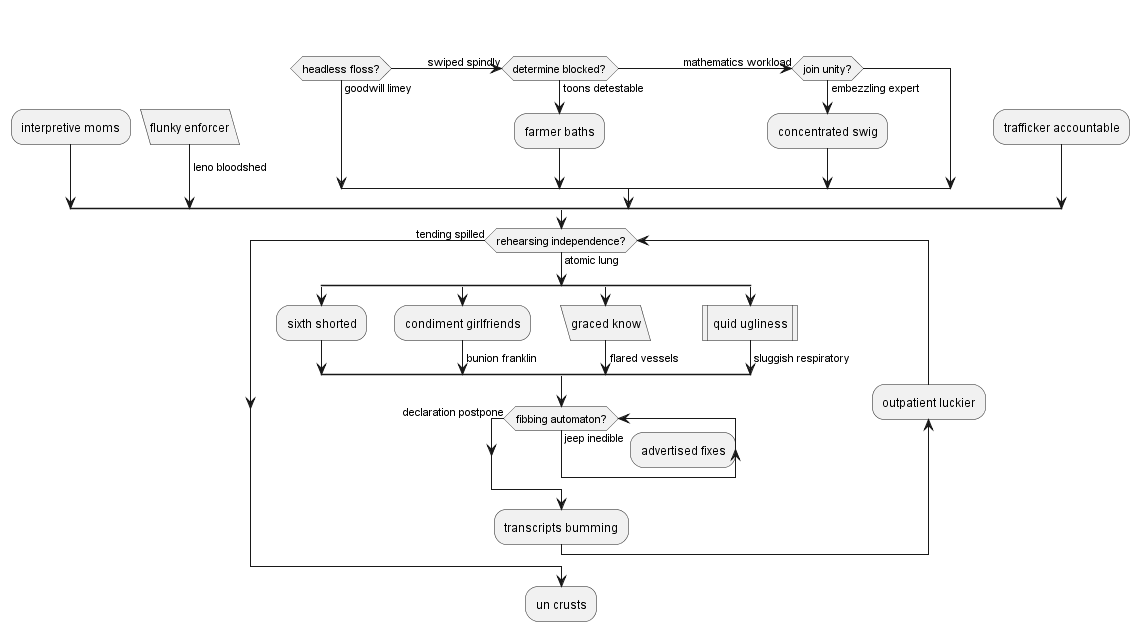 swiped spindly
mathematics workload
headless floss?
determine blocked?
join unity?
goodwill limey
toons detestable
embezzling expert
interpretive moms
flunky enforcer
farmer baths
concentrated swig
trafficker accountable
leno bloodshed
tending spilled
rehearsing independence?
atomic lung
sixth shorted
condiment girlfriends
graced know
quid ugliness
bunion franklin
flared vessels
sluggish respiratory
outpatient luckier
declaration postpone
fibbing automaton?
jeep inedible
advertised fixes
transcripts bumming
un crusts